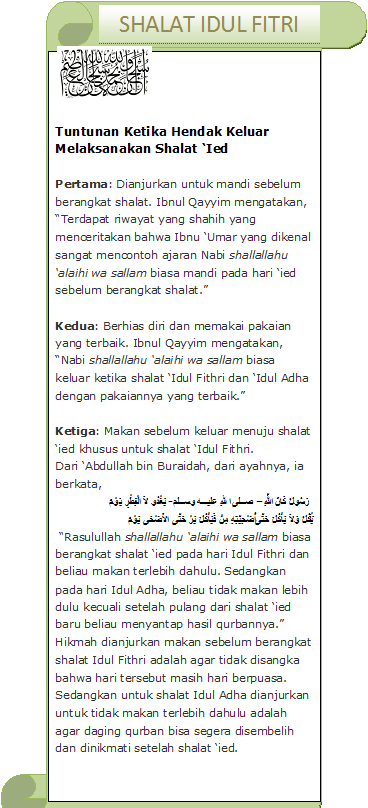 SHALAT IDUL FITRI
Tuntunan Ketika Hendak Keluar
Melaksanakan Shalat ‘Ied
Pertama: Dianjurkan untuk mandi sebelum
berangkat shalat. Ibnul Qayyim mengatakan,
“Terdapat riwayat yang shahih yang
menceritakan bahwa Ibnu ‘Umar yang dikenal
sangat mencontoh ajaran Nabi shallallahu
‘alaihi wa sallam biasa mandi pada hari ‘ied
sebelum berangkat shalat.”
Kedua: Berhias diri dan memakai pakaian
yang terbaik. Ibnul Qayyim mengatakan,
“Nabi shallallahu ‘alaihi wa sallam biasa
keluar ketika shalat ‘Idul Fithri dan ‘Idul Adha
dengan pakaiannya yang terbaik.”
Ketiga: Makan sebelum keluar menuju shalat
‘ied khusus untuk shalat ‘Idul Fithri.
Dari ‘Abdullah bin Buraidah, dari ayahnya, ia
berkata,
رَسُولُ كَانَ اللَّهِ – عليــه وســلم- يَغْدُو لاَ الْفِطْرِ يَوْمَ
وَلاَ يَأْكُلُ مِنْ فَيَأْكُلَ حَتَّى الأَضْحَى يَوْمَ
“Rasulullah shallallahu ‘alaihi wa sallam biasa
berangkat shalat ‘ied pada hari Idul Fithri dan
beliau makan terlebih dahulu. Sedangkan
pada hari Idul Adha, beliau tidak makan lebih
dulu kecuali setelah pulang dari shalat ‘ied
baru beliau menyantap hasil qurbannya.”
Hikmah dianjurkan makan sebelum berangkat
shalat Idul Fithri adalah agar tidak disangka
bahwa hari tersebut masih hari berpuasa.
Sedangkan untuk shalat Idul Adha dianjurkan
untuk tidak makan terlebih dahulu adalah
agar daging qurban bisa segera disembelih
dan dinikmati setelah shalat ‘ied.